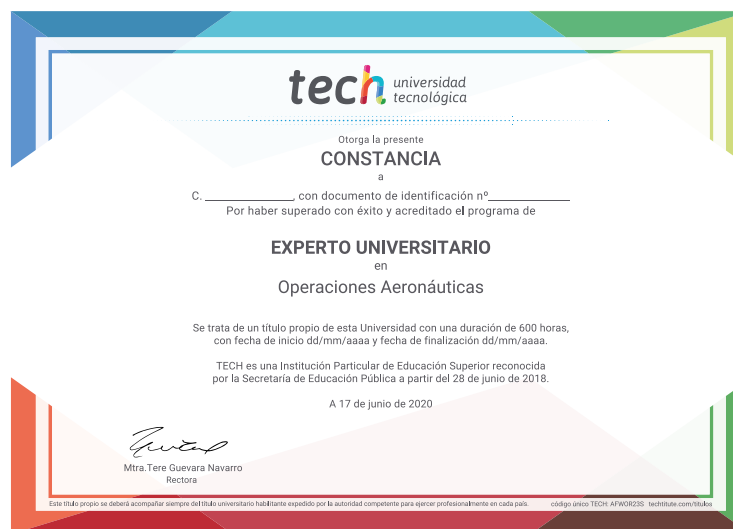 tech universidad
tecnológica
Otorga la presente
CONSTANCIA
a
C. ______________, con documento de identificación nº______________
Por haber superado con éxito y acreditado el programa de
EXPERTO UNIVERSITARIO
en
Operaciones Aeronáuticas
Se trata de un título propio de esta Universidad con una duración de 600 horas,
con fecha de inicio dd/mm/aaaa y fecha de finalización dd/mm/aaaa.
TECH es una Institución Particular de Educación Superior reconocida
por la Secretaría de Educación Pública a partir del 28 de junio de 2018.
A 17 de junio de 2020
Mtra.Tere Guevara Navarro
Rectora
Este título propio se deberá acompañar siempre del título universitario habilitante expedido por la autoridad competente para ejercer profesionalmente en cada país. código único TECH: AFWOR23S techtitute.com/titulos